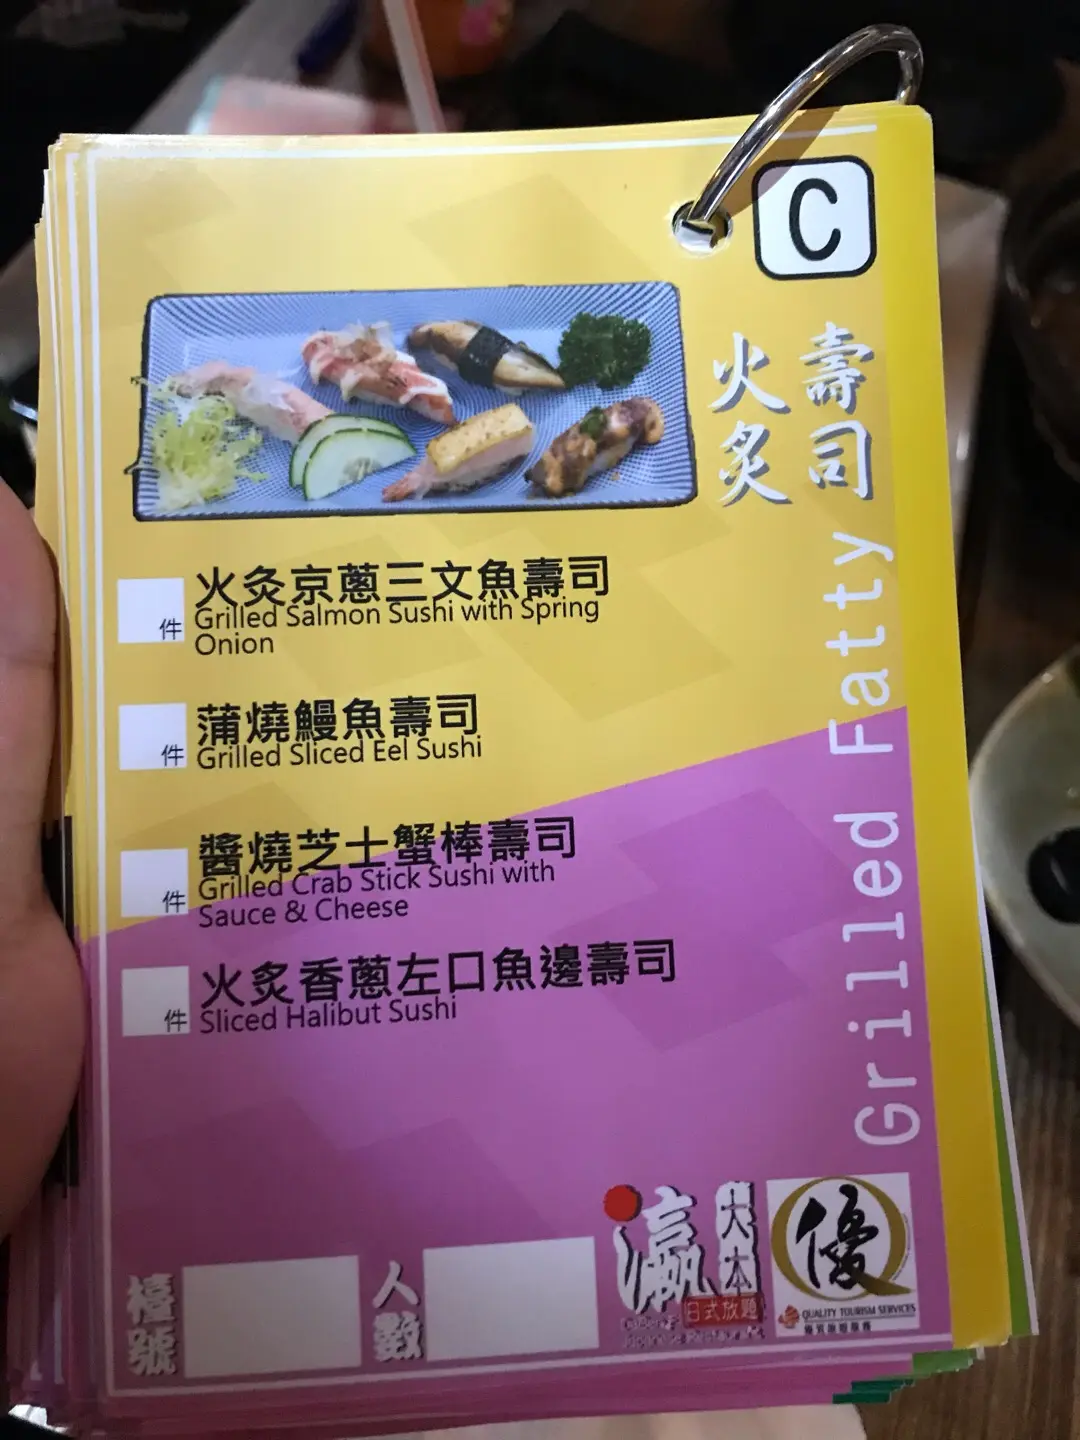 C
火炙
壽司
火灸京蔥三文魚壽司
Grilled Salmon Sushi with Spring
Onion
件
蒲燒鰻魚壽司
Grilled Sliced Eel Sushi
件
醬燒芝士蟹棒壽司
Grilled Crab Stick Sushi with
Sauce & Cheese
件
火炙香蔥左口魚邊壽司
Sliced Halibut Sushi
件
Grilled Fatty
檯號
人數
瀛
大本
日式放題
優
QUALITY TOURISM SERVICES